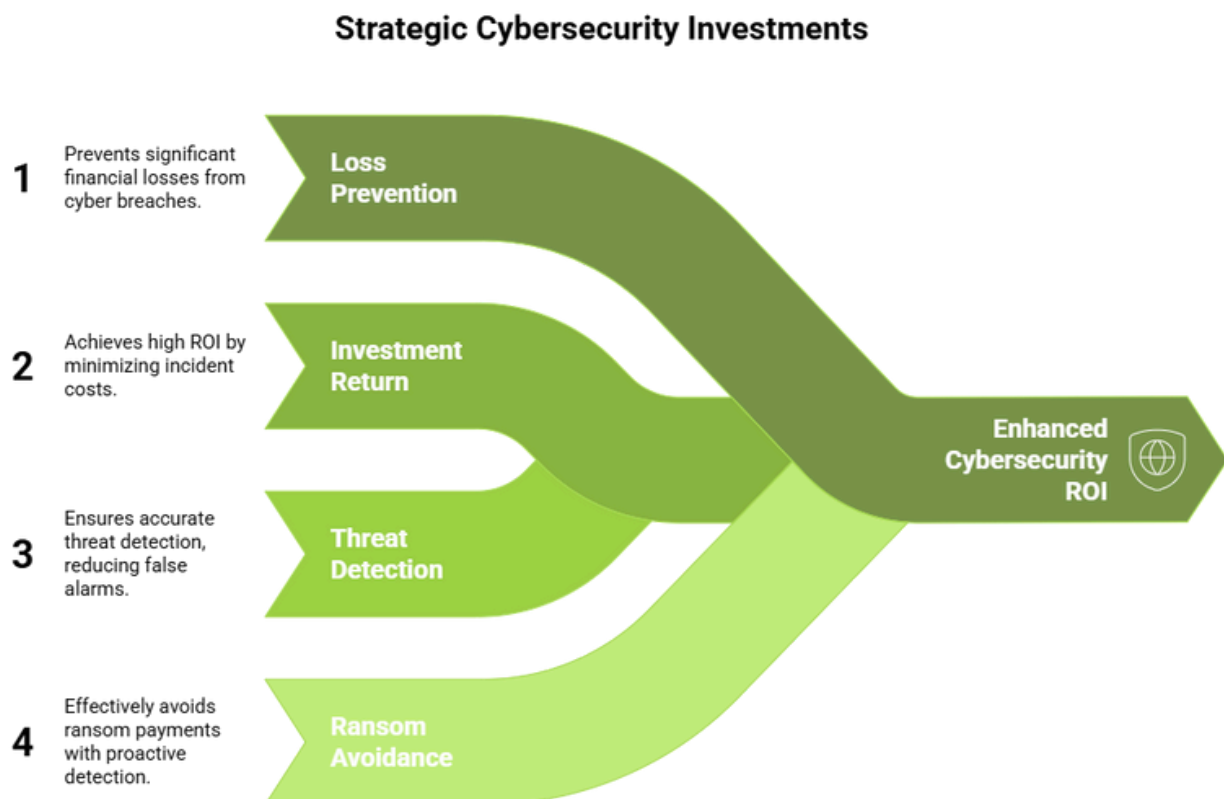 Strategic Cybersecurity Investments
1
Prevents significant
financial losses from
cyber breaches.
Loss
Prevention
2
Achieves high ROI by
minimizing incident
costs.
Investment
Return
3
Ensures accurate
threat detection,
reducing false
alarms.
Threat
Detection
4
Effectively avoids
ransom payments
with proactive
detection.
Ransom
Avoidance
Enhanced
Cybersecurity
ROI